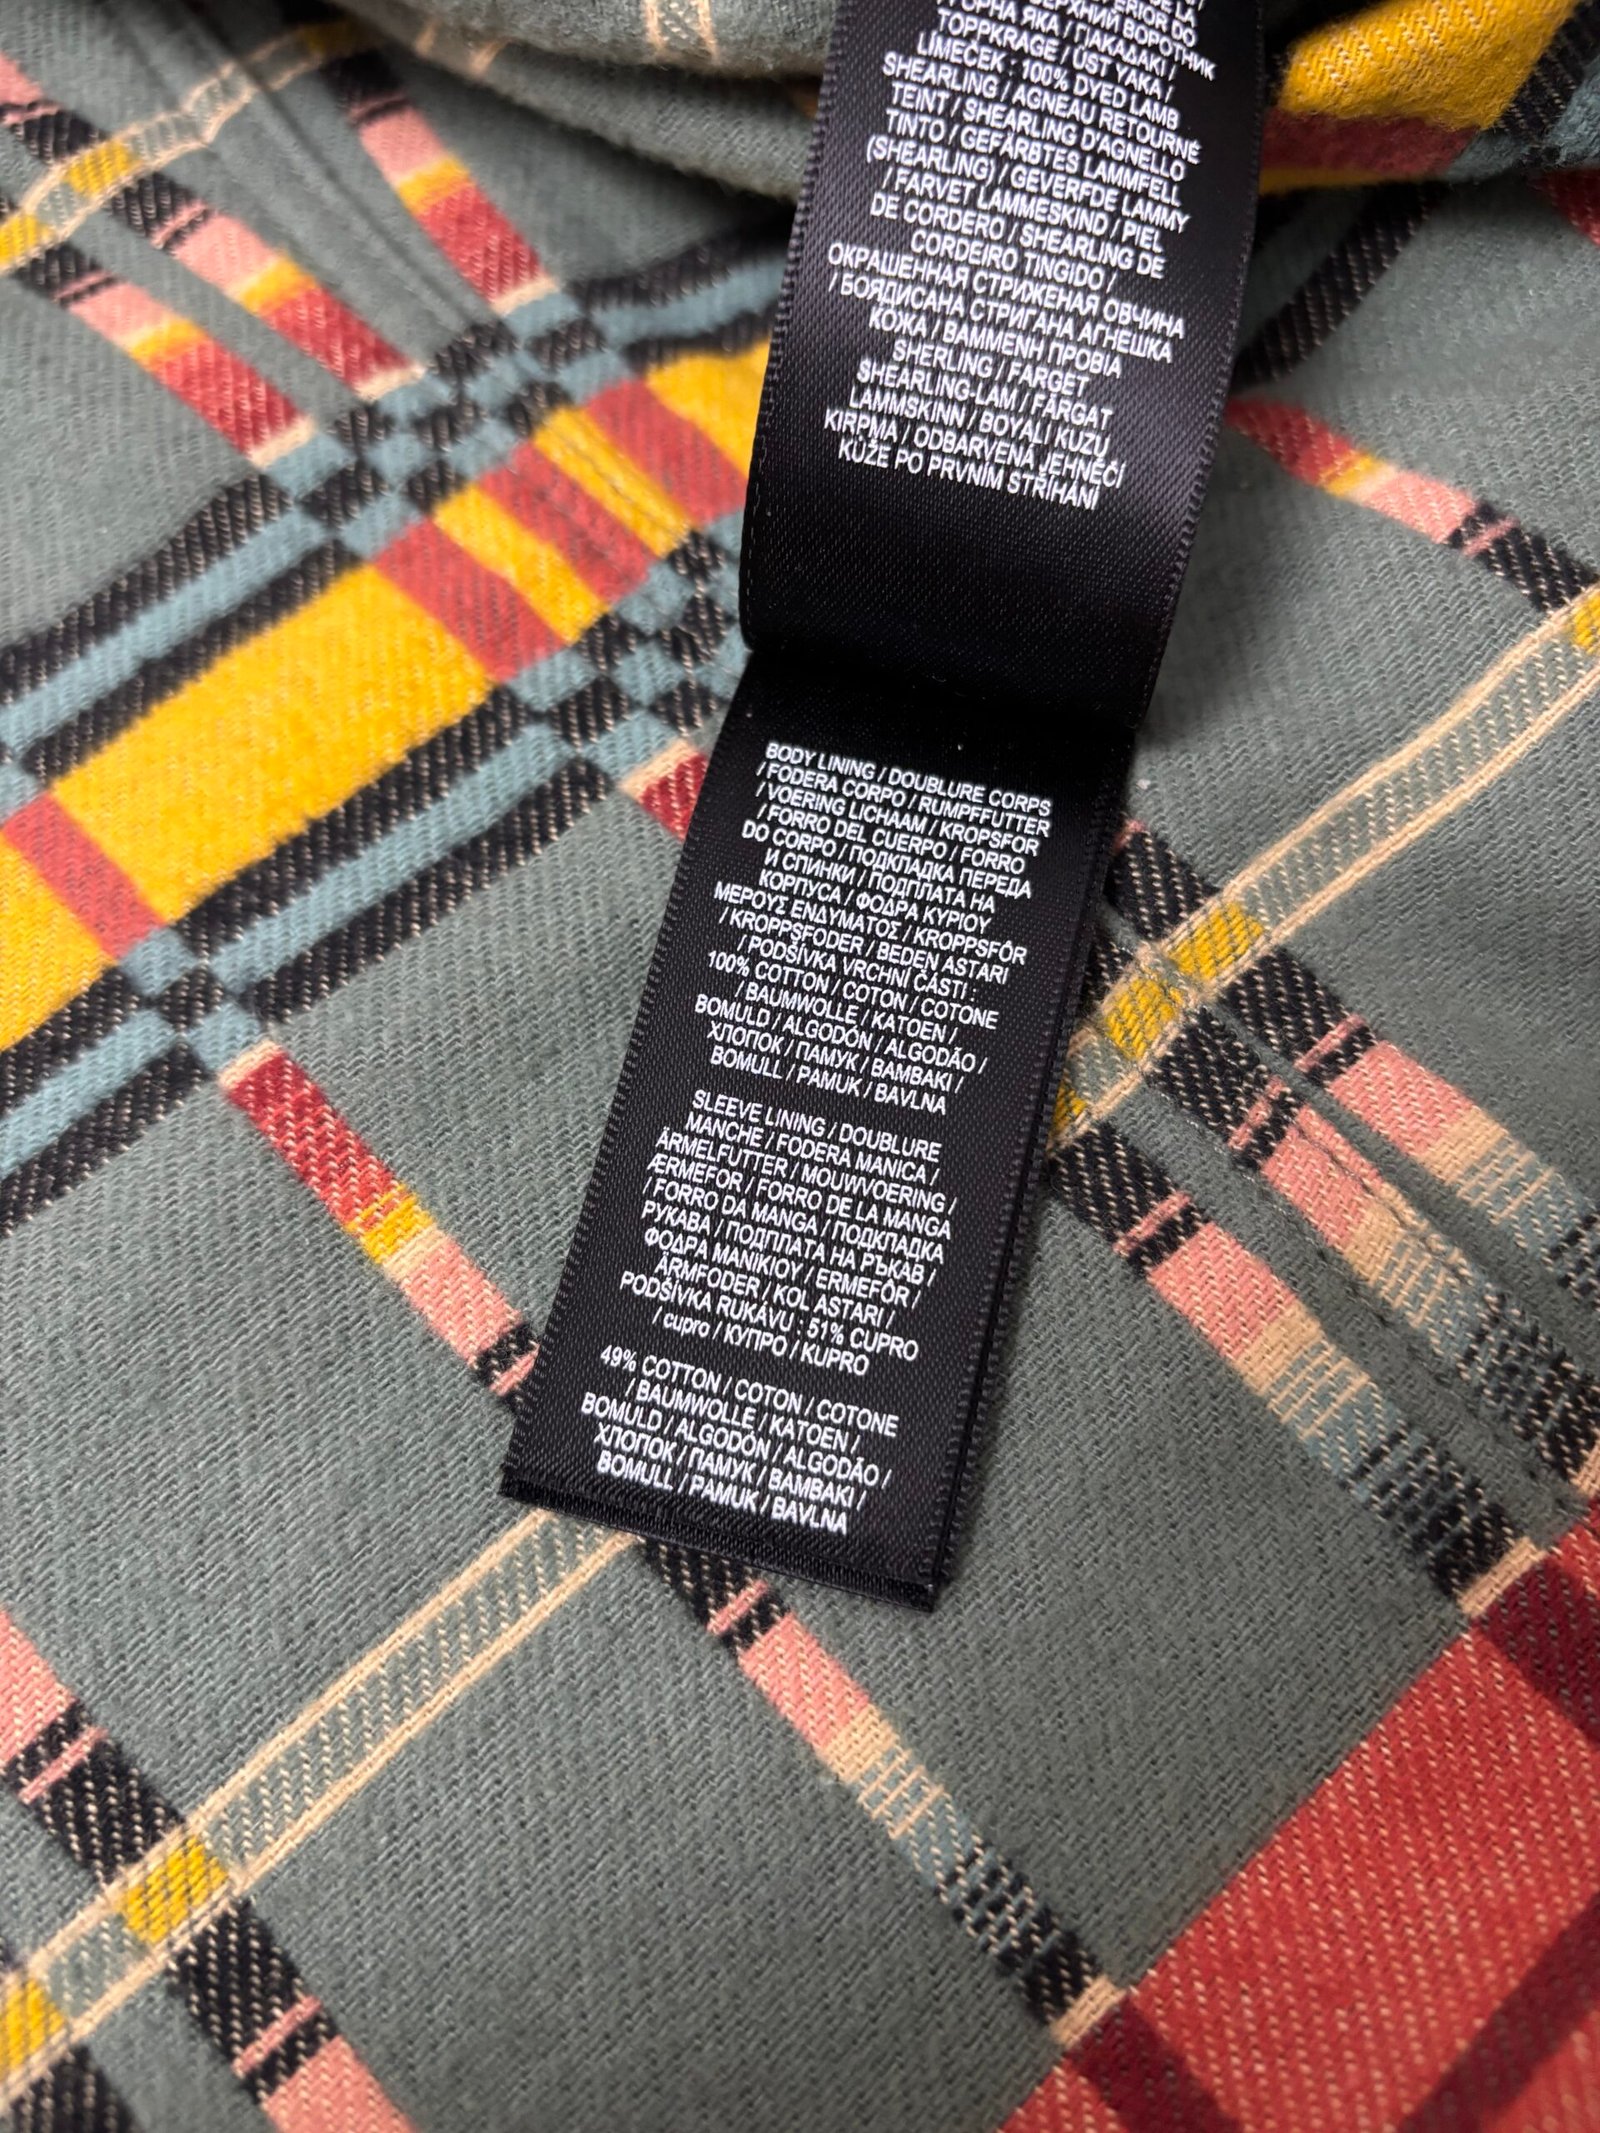 ГОРНА ЯКА / ВЕРХНИЙ ВОРОТНИК
TOPPKRAGE / ÜST YAKA /
LÍMEČEK : 100% DYED LAMB
SHEARLING / AGNEAU RETOURNÉ
TEINT / SHEARLING D'AGNELLO
TINTO / GEFÄRBTES LAMMFELL
(SHEARLING) / GEVERFDE LAMMY
/ FARVET LAMMESKIND / PIEL
DE CORDERO / SHEARLING DE
CORDEIRO TINGIDO /
ОКРАШЕННАЯ СТРИЖЕНАЯ ОВЧИНА
/ БОЯДИСАНА СТРИГАНА АГНЕШКА
КОЖА / ΒΑΜΜΕΝΗ ΠΡΟΒΙΑ
SHERLING / FARGET
SHEARLING-LAM / FÄRGAT
LAMMSKINN / BOYALI KUZU
KIRPMA / ODBARVENÁ JEHNĚČÍ
KŮŽE PO PRVNÍM STŘÍHÁNÍ
BODY LINING / DOUBLURE CORPS
/ FODERA CORPO / RUMPFFUTTER
/ VOERING LICHAAM / KROPSFOR
/ FORRO DEL CUERPO / FORRO
DO CORPO / ПОДКЛАДКА ПЕРЕДА
И СПИНКИ / ПОДПЛАТА НА
КОРПУСА / ΦΟΔΡΑ ΚΥΡΙΟΥ
ΜΕΡΟΥΣ ΕΝΔΥΜΑΤΟΣ / KROPPSFÔR
/ KROPPSFODER / BEDEN ASTARI
/ PODŠÍVKA VRCHNÍ ČÁSTI :
100% COTTON / COTON / COTONE
/ BAUMWOLLE / KATOEN /
BOMULD / ALGODÓN / ALGODÃO /
ХЛОПОК / ПАМУК / ΒΑΜΒΑΚΙ /
BOMULL / PAMUK / BAVLNA
SLEEVE LINING / DOUBLURE
MANCHE / FODERA MANICA /
ÄRMELFUTTER / MOUWVOERING /
ÆRMEFOR / FORRO DE LA MANGA
/ FORRO DA MANGA / ПОДКЛАДКА
РУКАВА / ПОДПЛАТА НА РЪКАВ /
ΦΟΔΡΑ ΜΑΝΙΚΙΟΥ / ERMEFÔR /
ÄRMFODER / KOL ASTARI /
PODŠÍVKA RUKÁVU : 51% CUPRO
/ cupro / КУПРО / KUPRO
49% COTTON / COTON / COTONE
/ BAUMWOLLE / KATOEN /
BOMULD / ALGODÓN / ALGODÃO /
ХЛОПОК / ПАМУК / ΒΑΜΒΑΚΙ /
BOMULL / PAMUK / BAVLNA